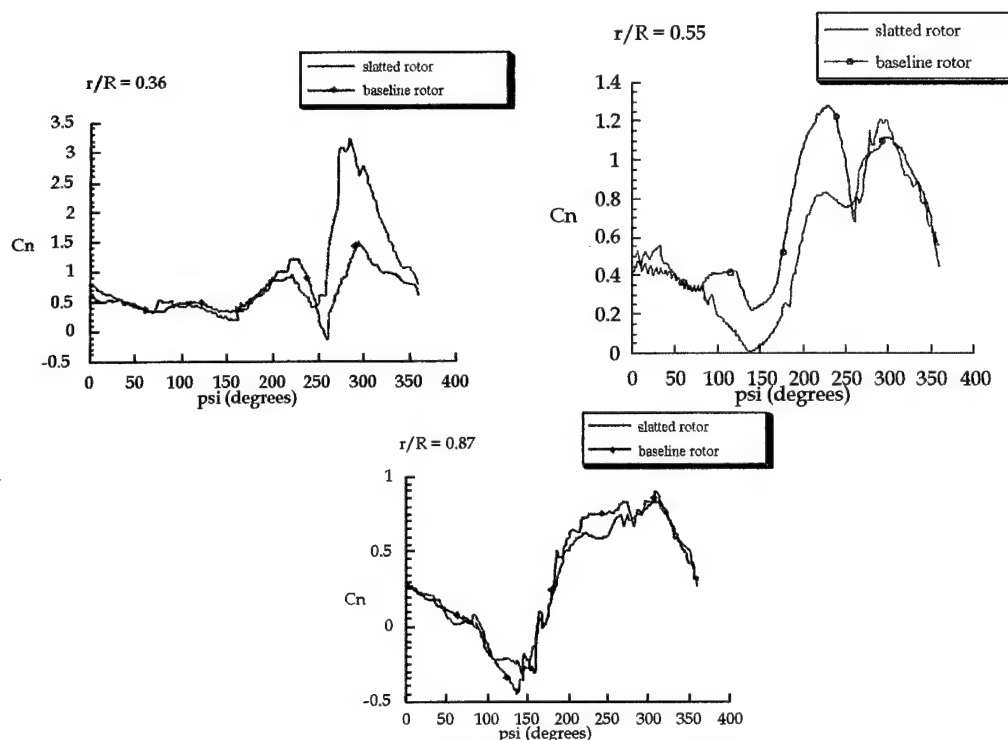 r/R = 0.36
slatted rotor
baseline rotor
3.5
3
2.5
2
1.5
1
0.5
0
-0.5
Cn
0 50 100 150 200 250 300 350 400
psi (degrees)
r/R = 0.55
slatted rotor
baseline rotor
1.4
1.2
1
0.8
0.6
0.4
0.2
0
Cn
0 50 100 150 200 250 300 350 400
psi (degrees)
r/R = 0.87
slatted rotor
baseline rotor
1
0.5
0
-0.5
Cn
0 50 100 150 200 250 300 350 400
psi (degrees)